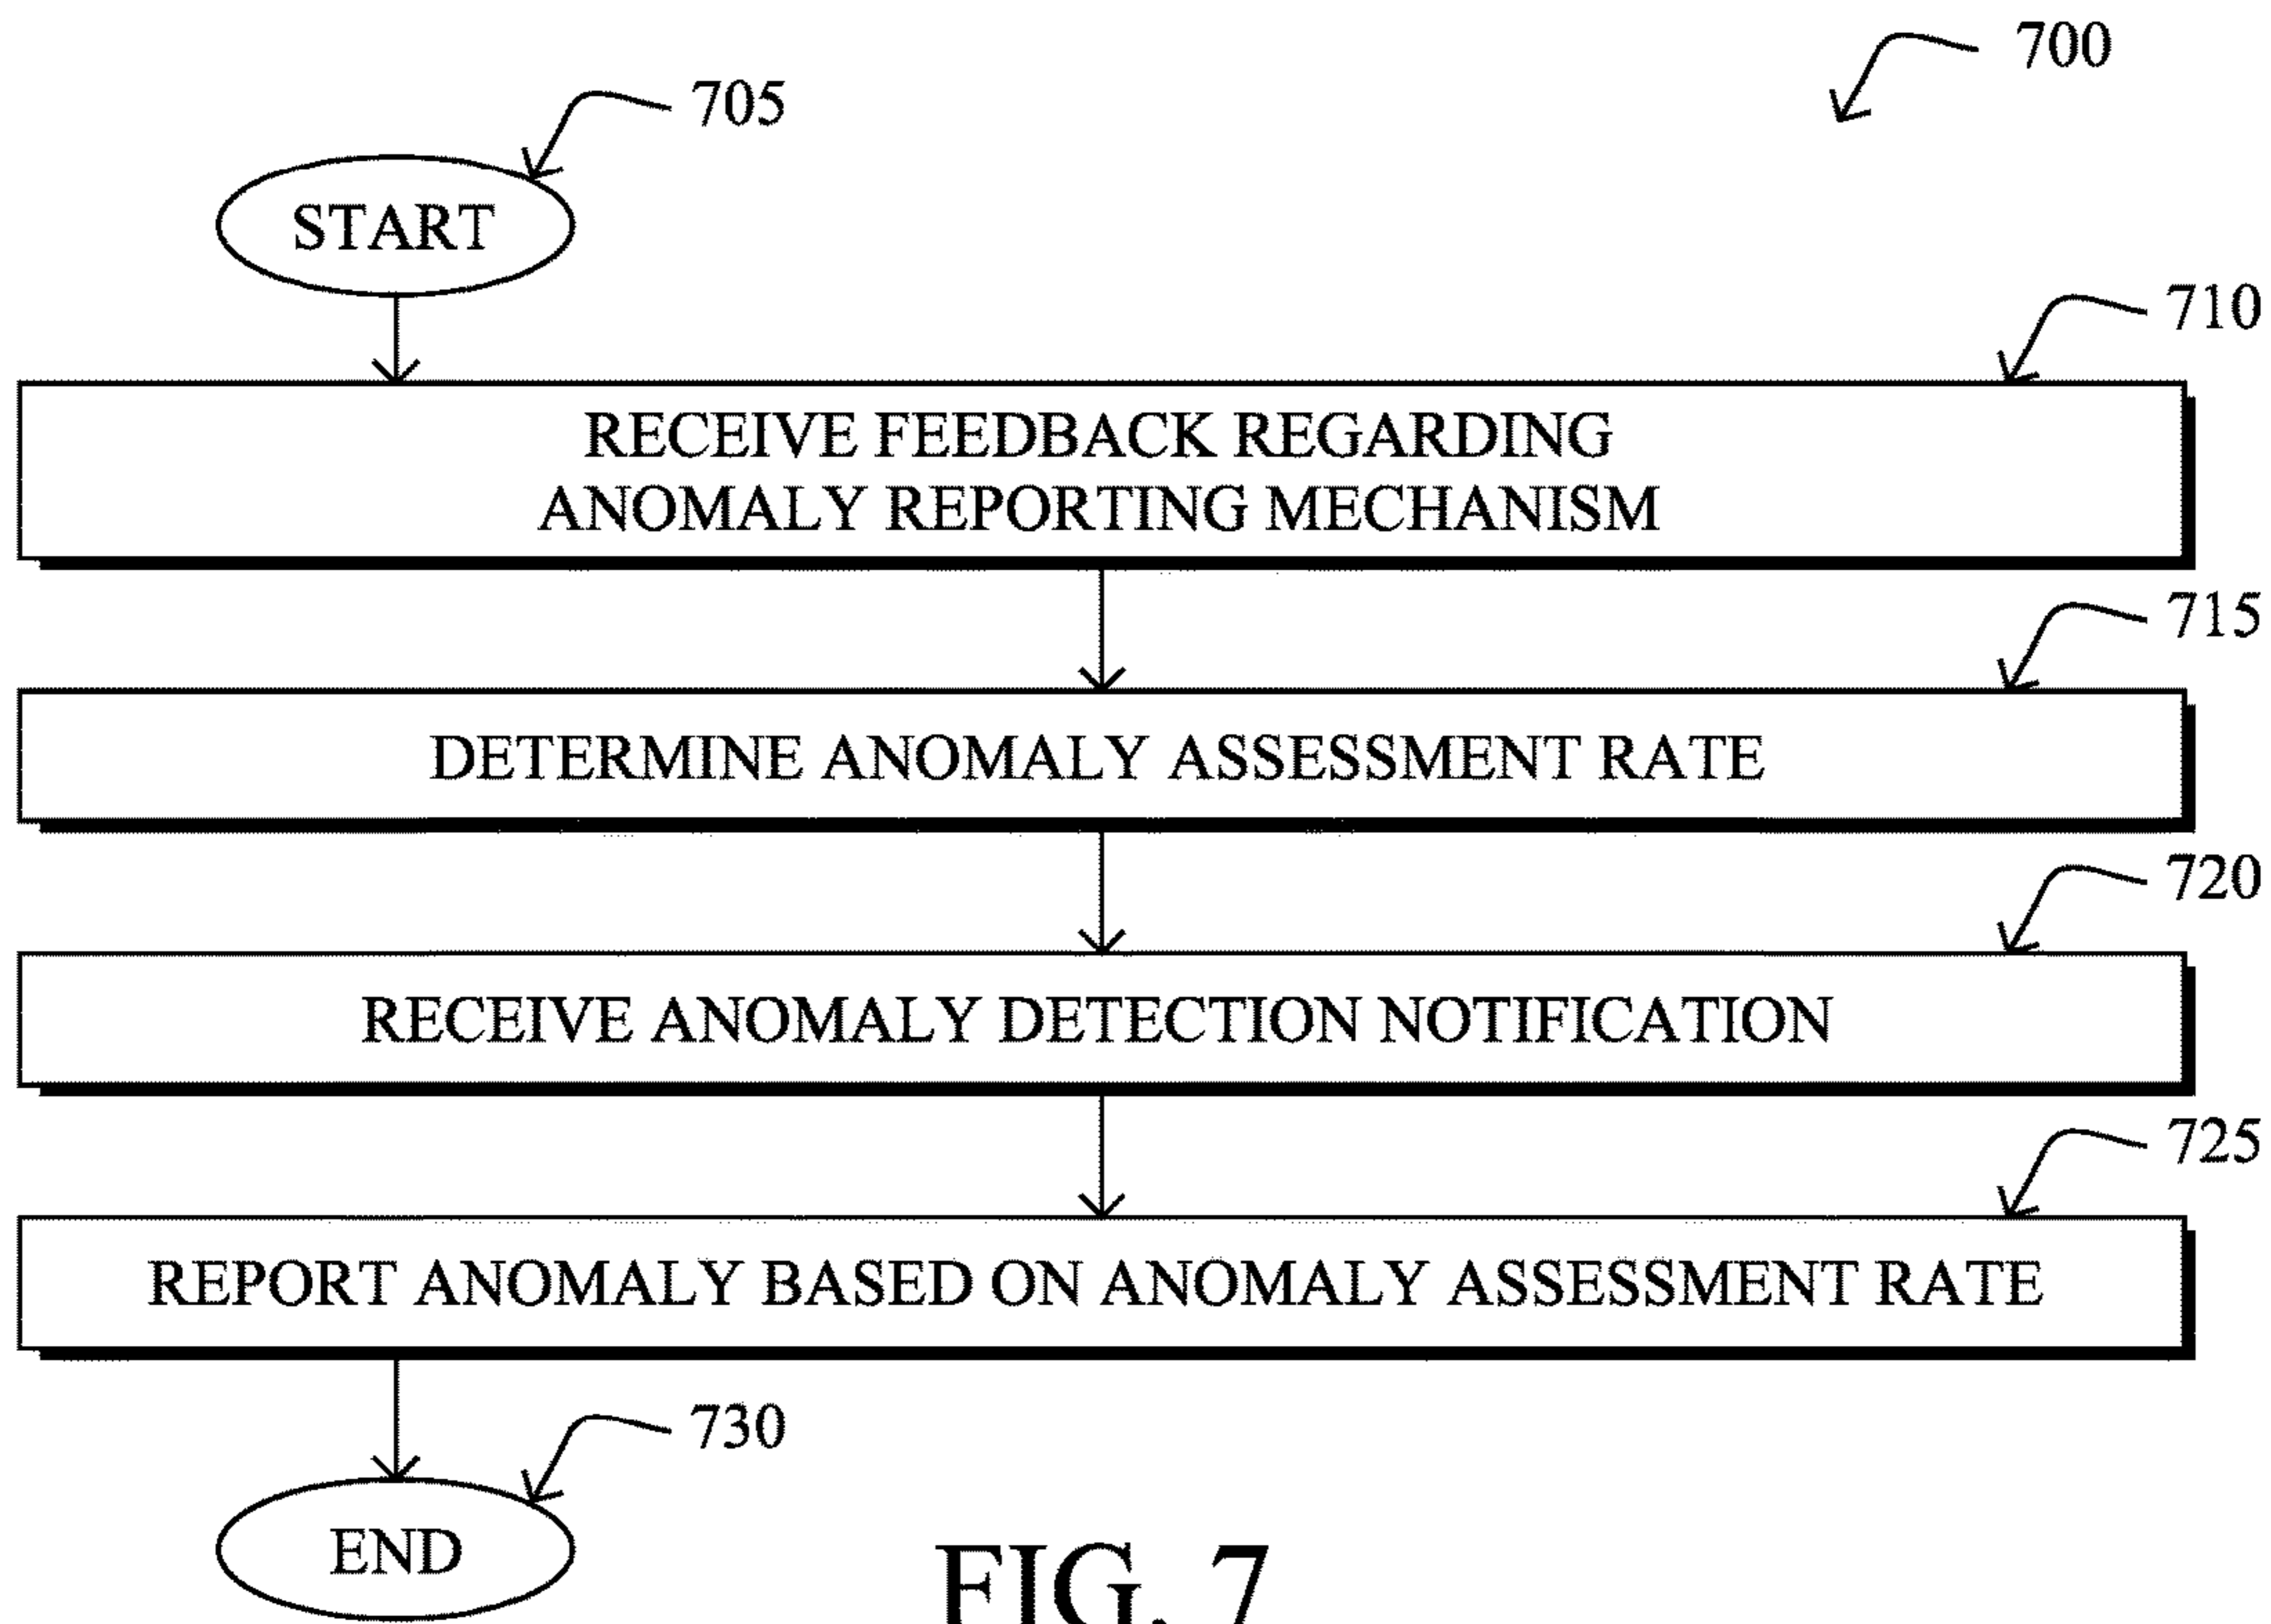 700
705
START
710
RECEIVE FEEDBACK REGARDING
ANOMALY REPORTING MECHANISM
715
DETERMINE ANOMALY ASSESSMENT RATE
720
RECEIVE ANOMALY DETECTION NOTIFICATION
725
REPORT ANOMALY BASED ON ANOMALY ASSESSMENT RATE
730
END
FIG. 7